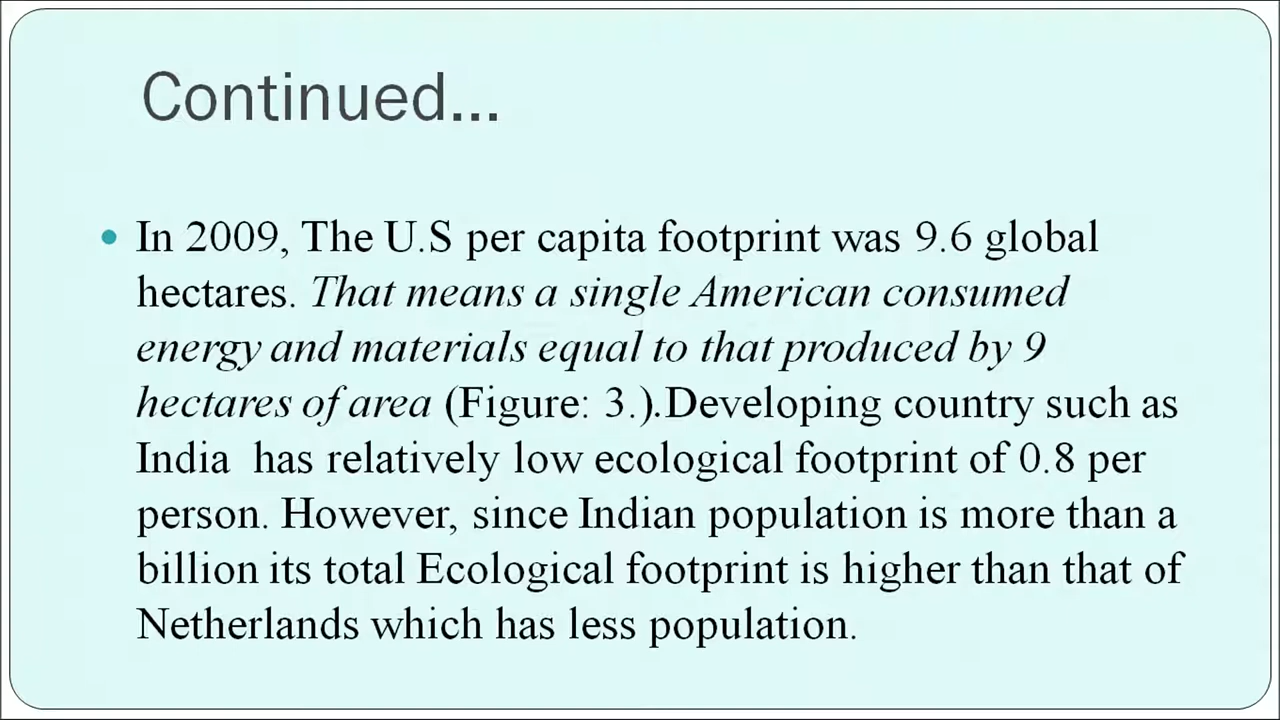 Continued...
• In 2009, The U.S per capita footprint was 9.6 global
hectares. That means a single American consumed
energy and materials equal to that produced by 9
hectares of area (Figure: 3.).Developing country such as
India  has relatively low ecological footprint of 0.8 per
person. However, since Indian population is more than a
billion its total Ecological footprint is higher than that of
Netherlands which has less population.